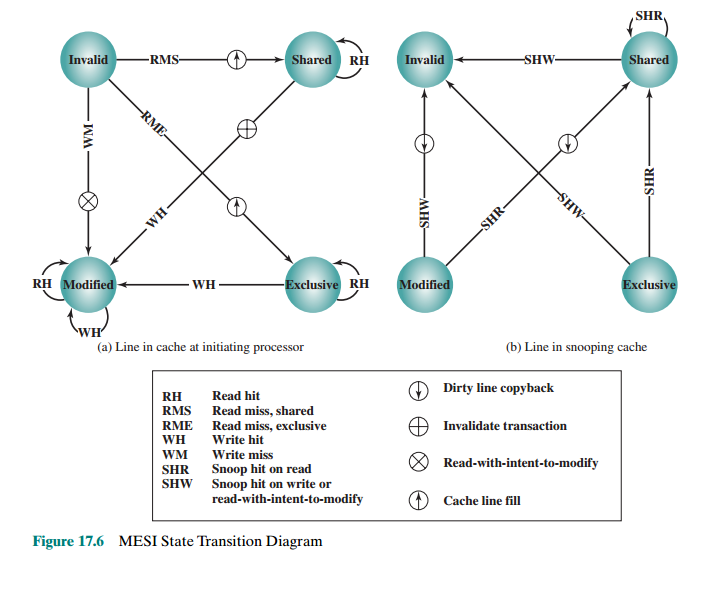 SHR
Invalid RMS Shared RH Invalid SHW Shared
WM RME WH SHW SHR SHW SHR
RH Modified WH Exclusive RH Modified Exclusive
WH
(a) Line in cache at initiating processor (b) Line in snooping cache
RH Read hit
RMS Read miss, shared
RME Read miss, exclusive
WH Write hit
WM Write miss
SHR Snoop hit on read
SHW Snoop hit on write or
read-with-intent-to-modify
Dirty line copyback
Invalidate transaction
Read-with-intent-to-modify
Cache line fill
Figure 17.6 MESI State Transition Diagram